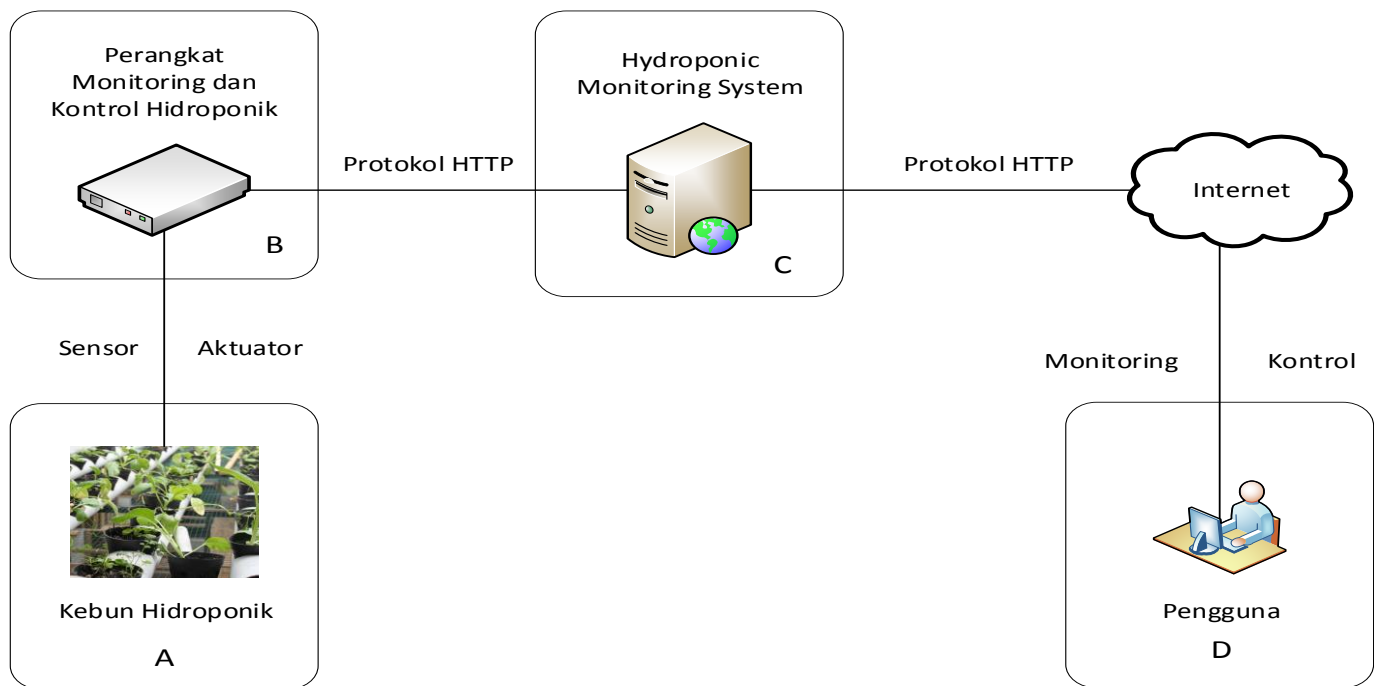 Perangkat
Monitoring dan
Kontrol Hidroponik
B
Protokol HTTP
Hydroponic
Monitoring System
C
Protokol HTTP
Internet
Sensor
Aktuator
Monitoring
Kontrol
Kebun Hidroponik
A
Pengguna
D